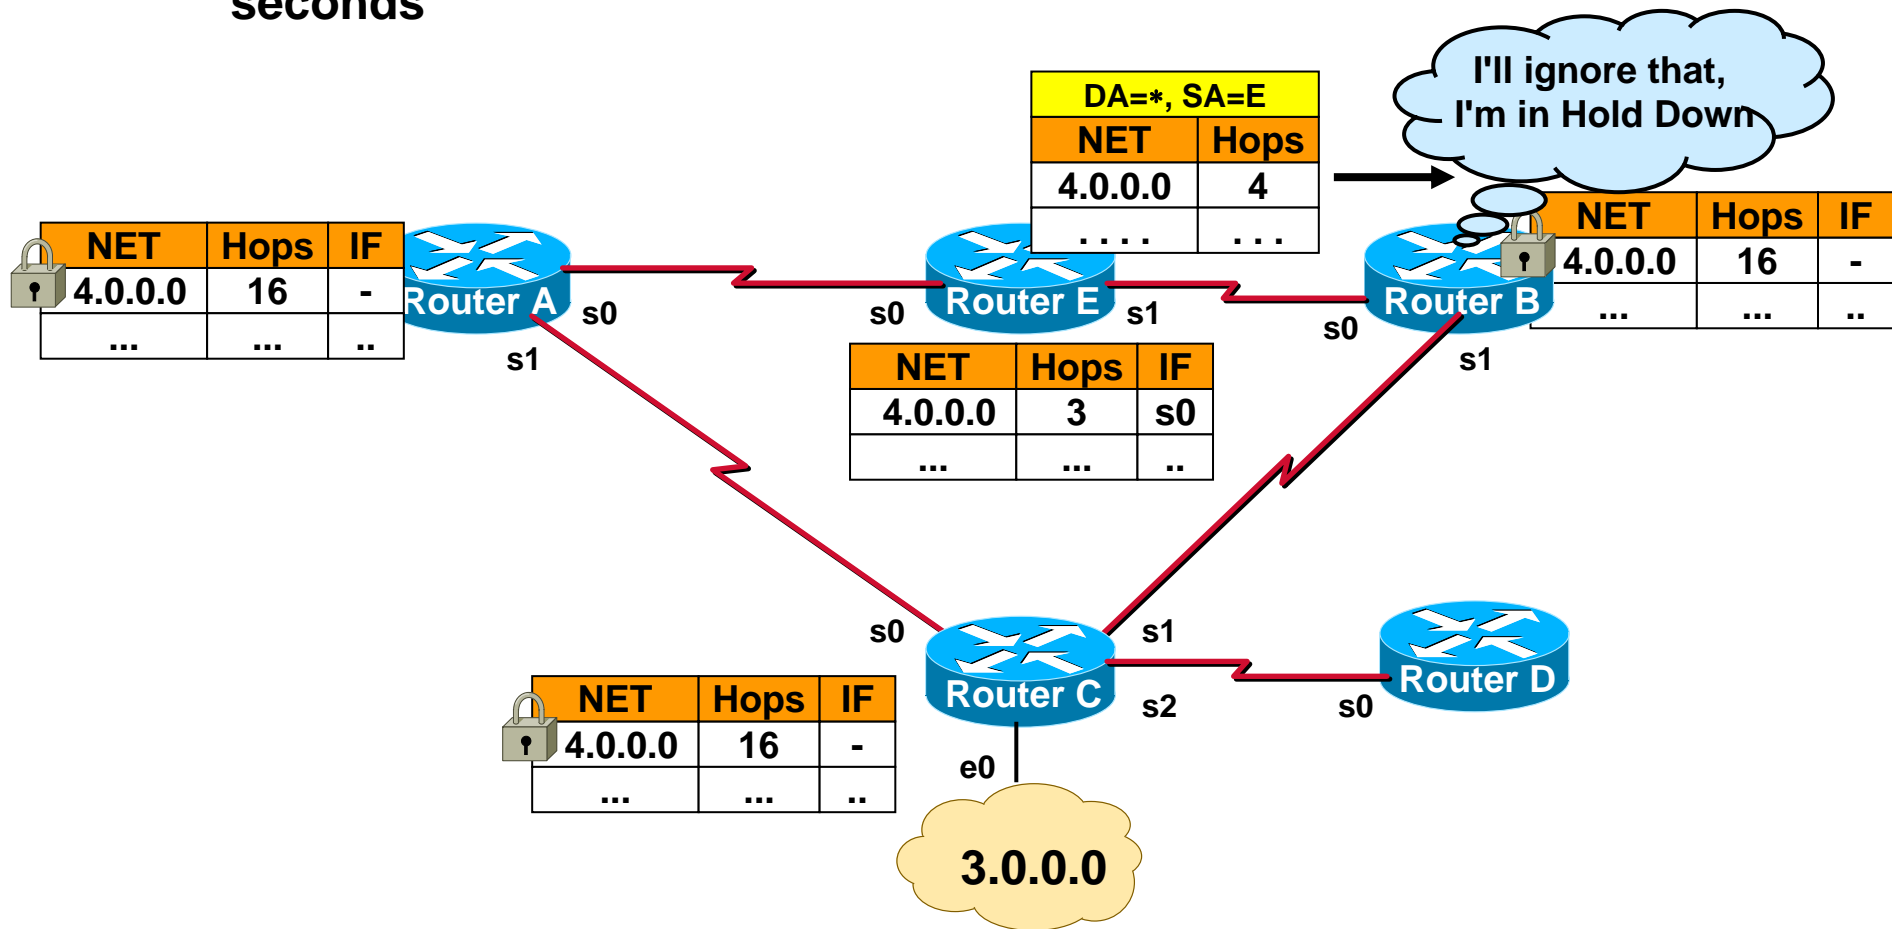 seconds
I'll ignore that,
I'm in Hold Down
DA=*, SA=E
NET Hops
4.0.0.0 4
. . . . . . .
NET Hops IF
4.0.0.0 16 -
... ... ..
Router A
s0
s1
s0
Router E
s1
s0
Router B
s1
NET Hops IF
4.0.0.0 16 -
... ... ..
NET Hops IF
4.0.0.0 3 s0
... ... ..
s0
Router C
s1
s2
s0
Router D
NET Hops IF
4.0.0.0 16 -
... ... ..
e0
3.0.0.0